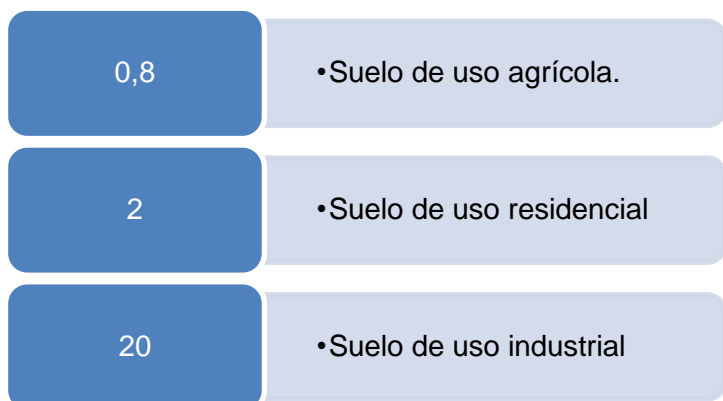 0,8
•Suelo de uso agrícola.
2
•Suelo de uso residencial
20
•Suelo de uso industrial